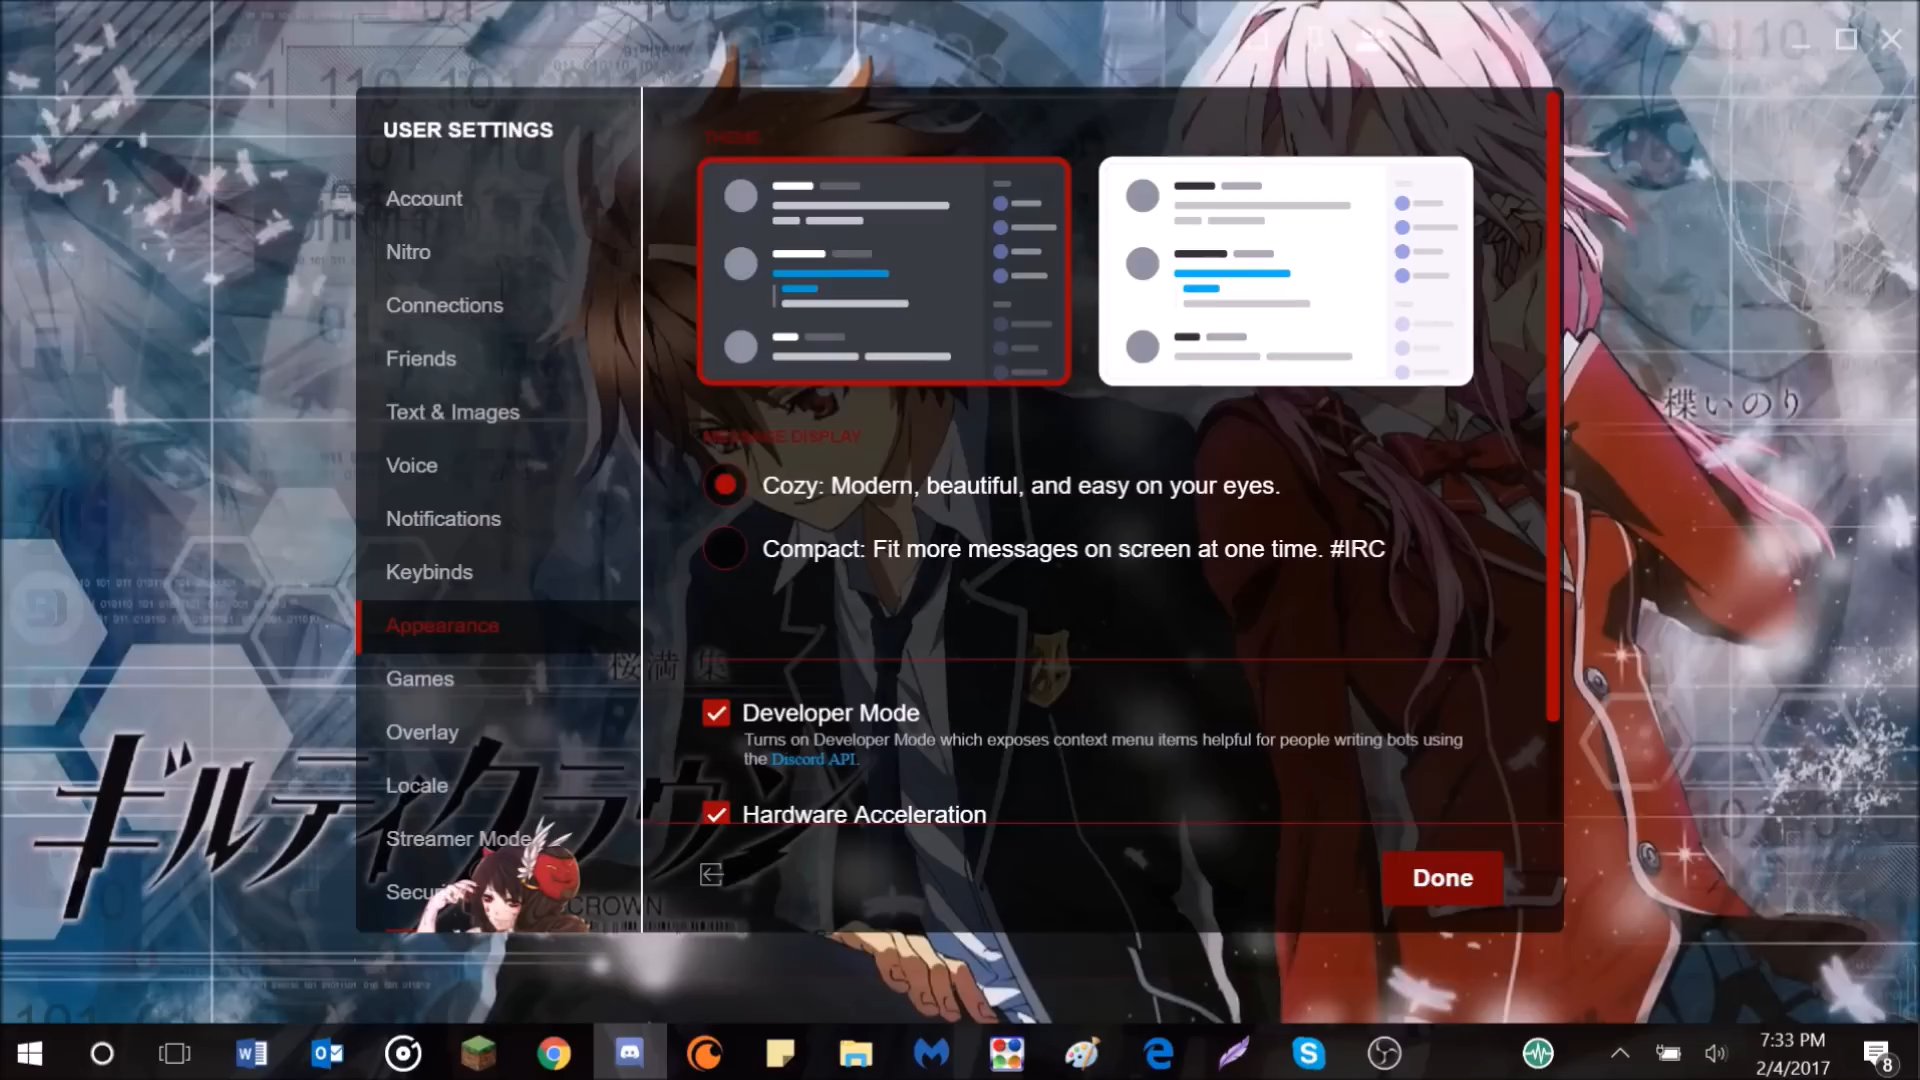 USER SETTINGS
Account
Nitro
Connections
Friends
Text & Images
Voice
Notifications
Keybinds
Appearance
Games
Overlay
Locale
Streamer Mode
THEME
MESSAGE DISPLAY
Cozy: Modern, beautiful, and easy on your eyes.
Compact: Fit more messages on screen at one time. #IRC
Developer Mode
Turns on Developer Mode which exposes context menu items helpful for people writing bots using
the Discord API.
Hardware Acceleration
Done
楪いのり
桜満 集
ギルティクラウン
CROWN
7:33 PM
2/4/2017
8